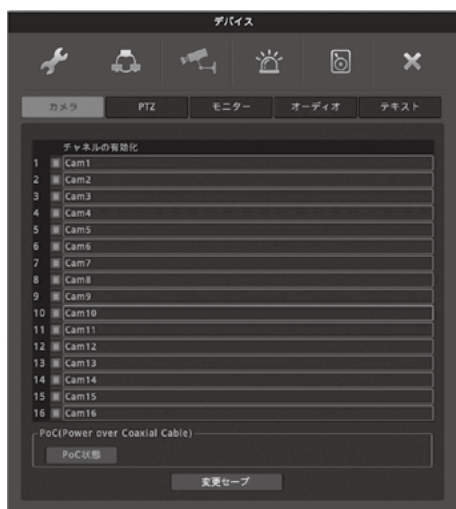 デバイス
カメラ PTZ モニター オーディオ テキスト
チャネルの有効化
1 Cam1
2 Cam2
3 Cam3
4 Cam4
5 Cam5
6 Cam6
7 Cam7
8 Cam8
9 Cam9
10 Cam10
11 Cam11
12 Cam12
13 Cam13
14 Cam14
15 Cam15
16 Cam16
PoC(Power over Coaxial Cable)
PoC状態
変更セーブ